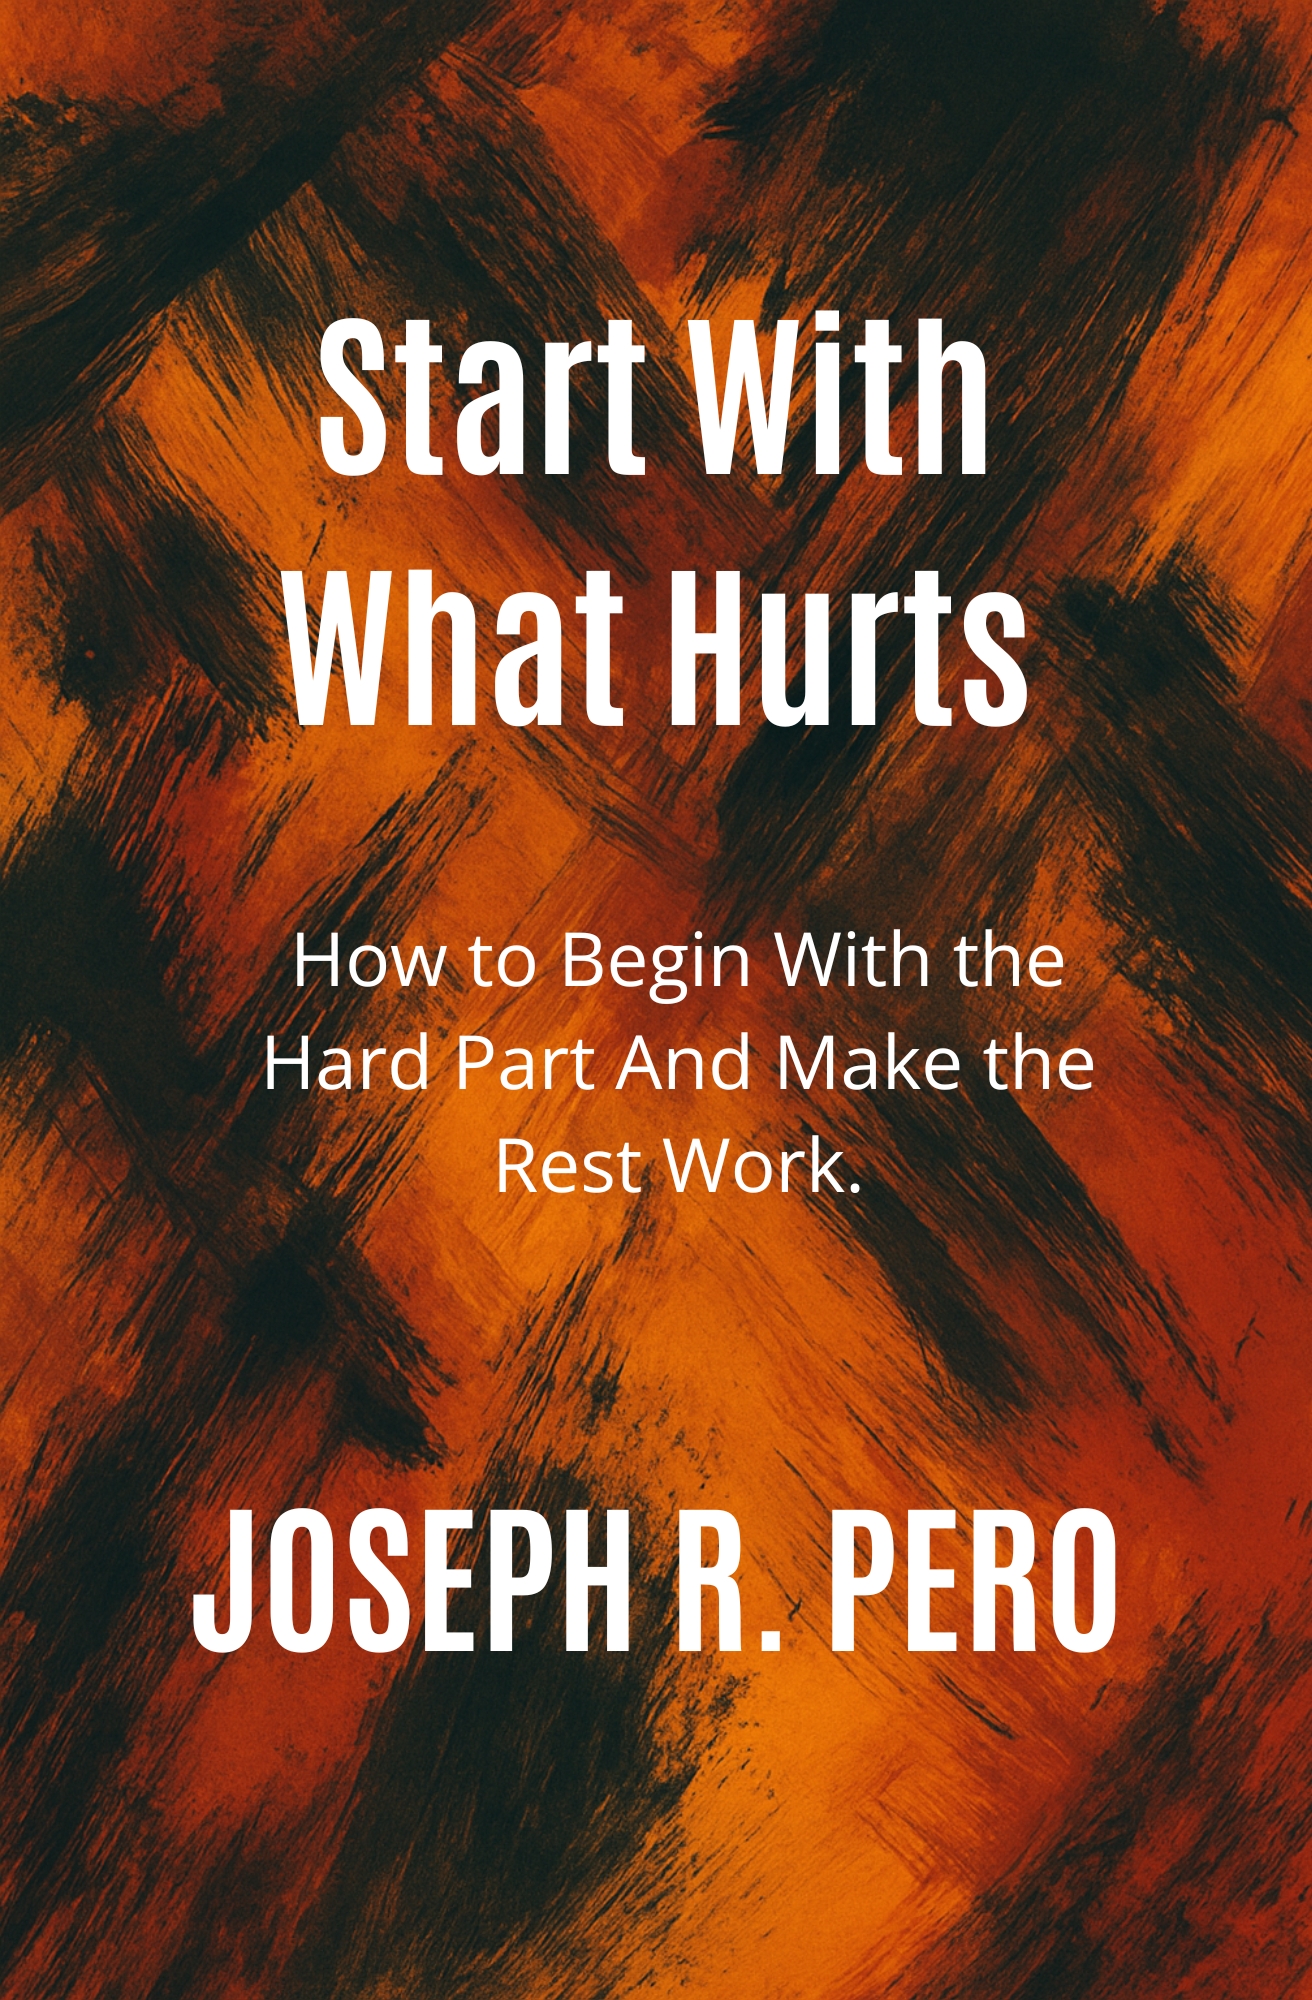 Start With
What Hurts
How to Begin With the
Hard Part And Make the
Rest Work.
JOSEPH R. PERO